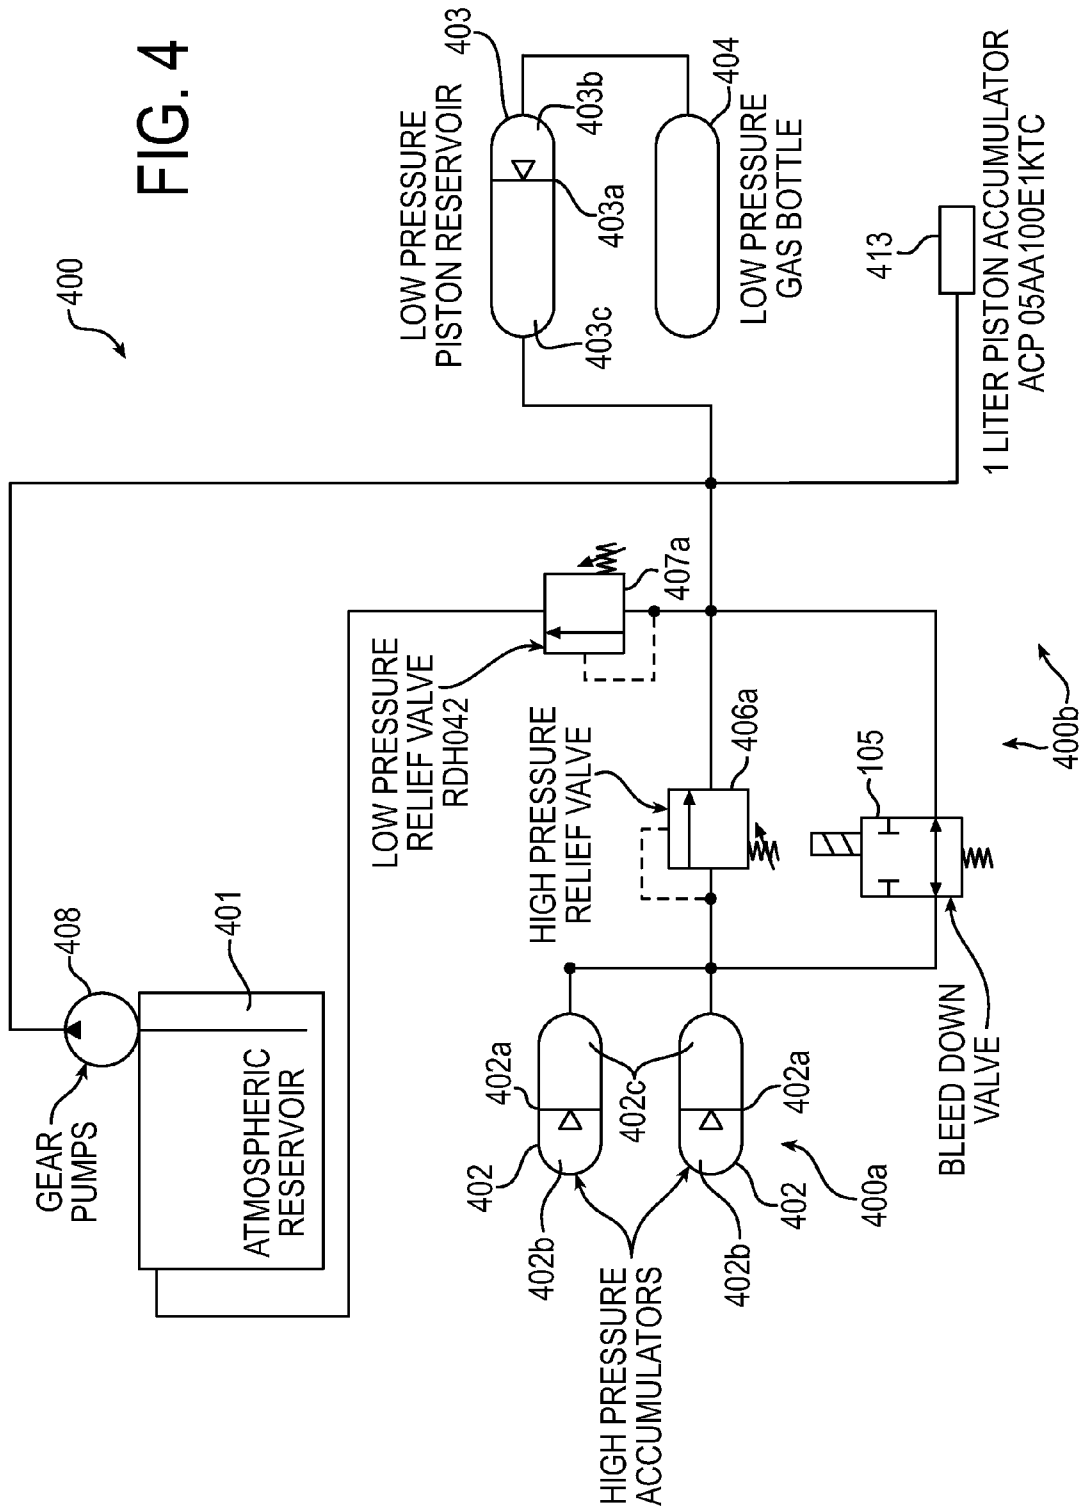 FIG. 4
400
GEAR
PUMPS
408
401
ATMOSPHERIC
RESERVOIR
LOW PRESSURE
PISTON RESERVOIR
403
403b
403a
403c
404
LOW PRESSURE
GAS BOTTLE
LOW PRESSURE
RELIEF VALVE
RDH042
407a
HIGH PRESSURE
RELIEF VALVE
406a
413
1 LITER PISTON ACCUMULATOR
ACP 05AA100E1KTC
402
402a
402b
402c
402a
402b
402
HIGH PRESSURE
ACCUMULATORS
400a
105
BLEED DOWN
VALVE
400b